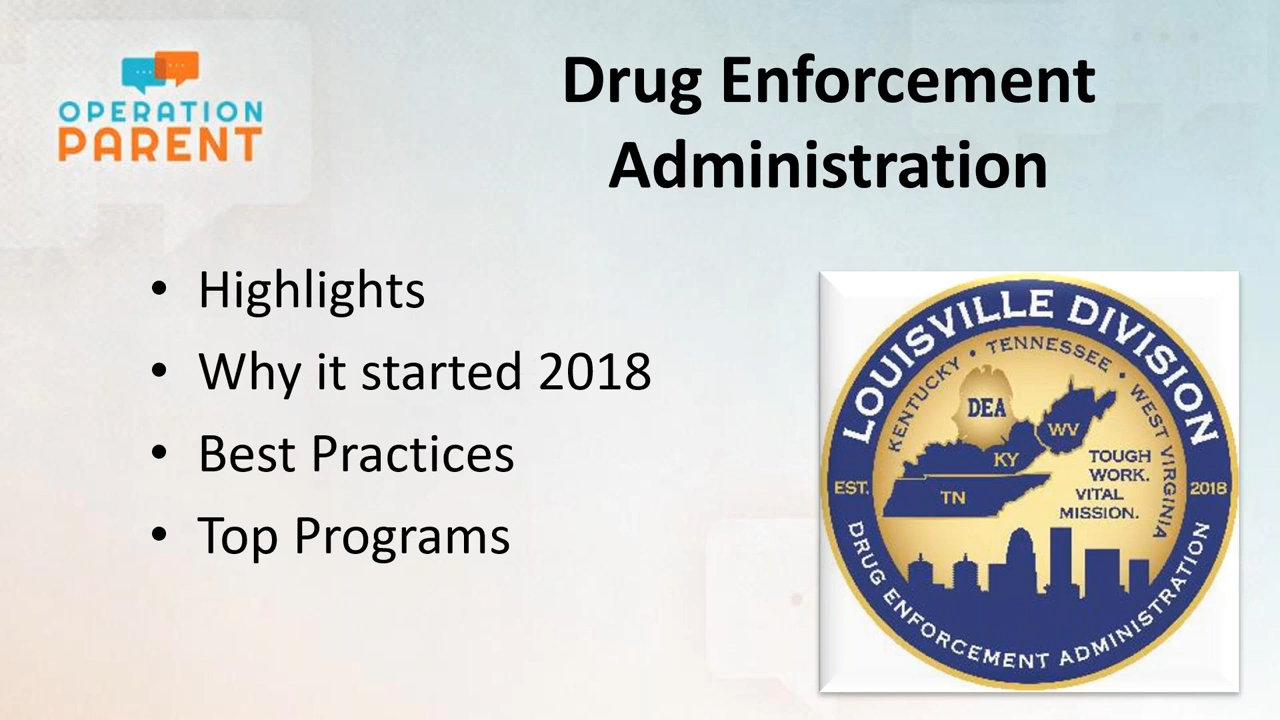 OPERATION
PARENT
Drug Enforcement
Administration
• Highlights
• Why it started 2018
• Best Practices
• Top Programs
LOUISVILLE DIVISION
KENTUCKY • TENNESSEE • WEST VIRGINIA
DEA
WV
KY
TN
TOUGH
WORK.
VITAL
MISSION.
EST.
2018
DRUG ENFORCEMENT ADMINISTRATION